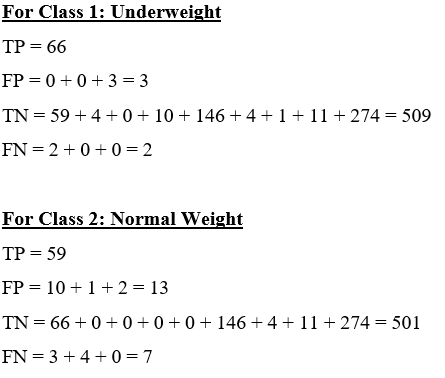 For Class 1: Underweight
TP = 66
FP = 0 + 0 + 3 = 3
TN = 59 + 4 + 0 + 10 + 146 + 4 + 1 + 11 + 274 = 509
FN = 2 + 0 + 0 = 2
For Class 2: Normal Weight
TP = 59
FP = 10 + 1 + 2 = 13
TN = 66 + 0 + 0 + 0 + 0 + 146 + 4 + 11 + 274 = 501
FN = 3 + 4 + 0 = 7